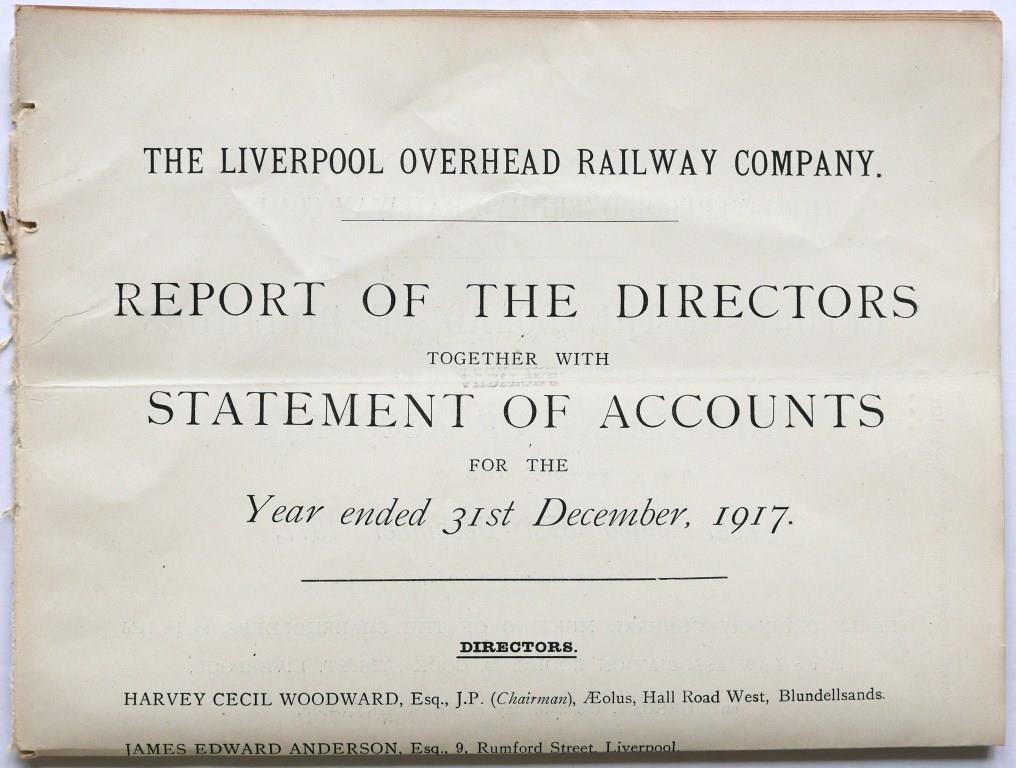 THE LIVERPOOL OVERHEAD RAILWAY COMPANY.
REPORT OF THE DIRECTORS
TOGETHER WITH
STATEMENT OF ACCOUNTS
FOR THE
Year ended 31st December, 1917.
DIRECTORS.
HARVEY CECIL WOODWARD, Esq., J.P. (Chairman), Æolus, Hall Road West, Blundellsands.
JAMES EDWARD ANDERSON, Esq., 9, Rumford Street, Liverpool.